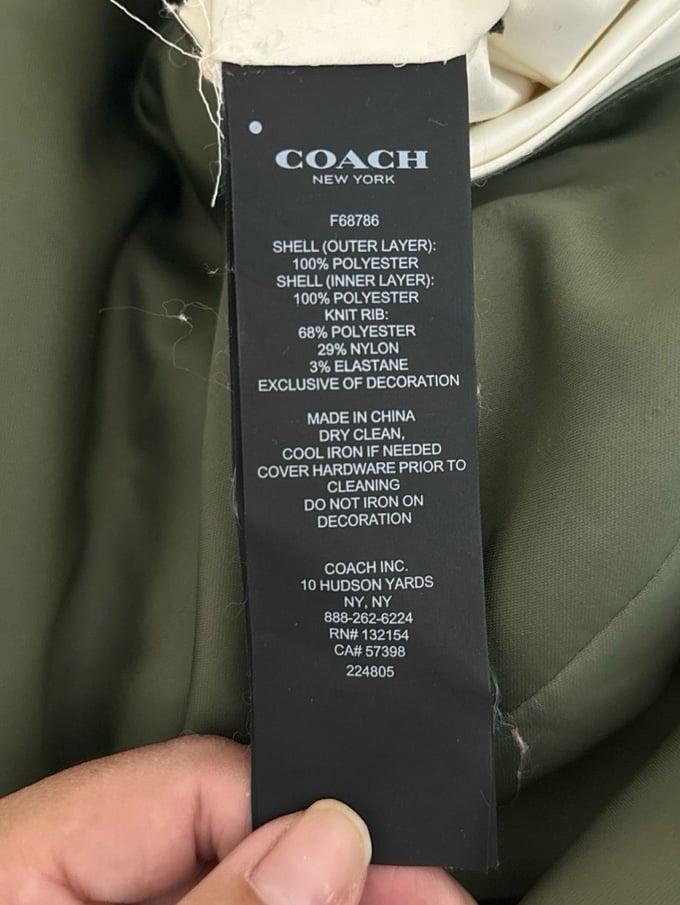 COACH
NEW YORK
F68786
SHELL (OUTER LAYER):
100% POLYESTER
SHELL (INNER LAYER):
100% POLYESTER
KNIT RIB:
68% POLYESTER
29% NYLON
3% ELASTANE
EXCLUSIVE OF DECORATION
MADE IN CHINA
DRY CLEAN,
COOL IRON IF NEEDED
COVER HARDWARE PRIOR TO
CLEANING
DO NOT IRON ON
DECORATION
COACH INC.
10 HUDSON YARDS
NY, NY
888-262-6224
RN# 132154
CA# 57398
224805